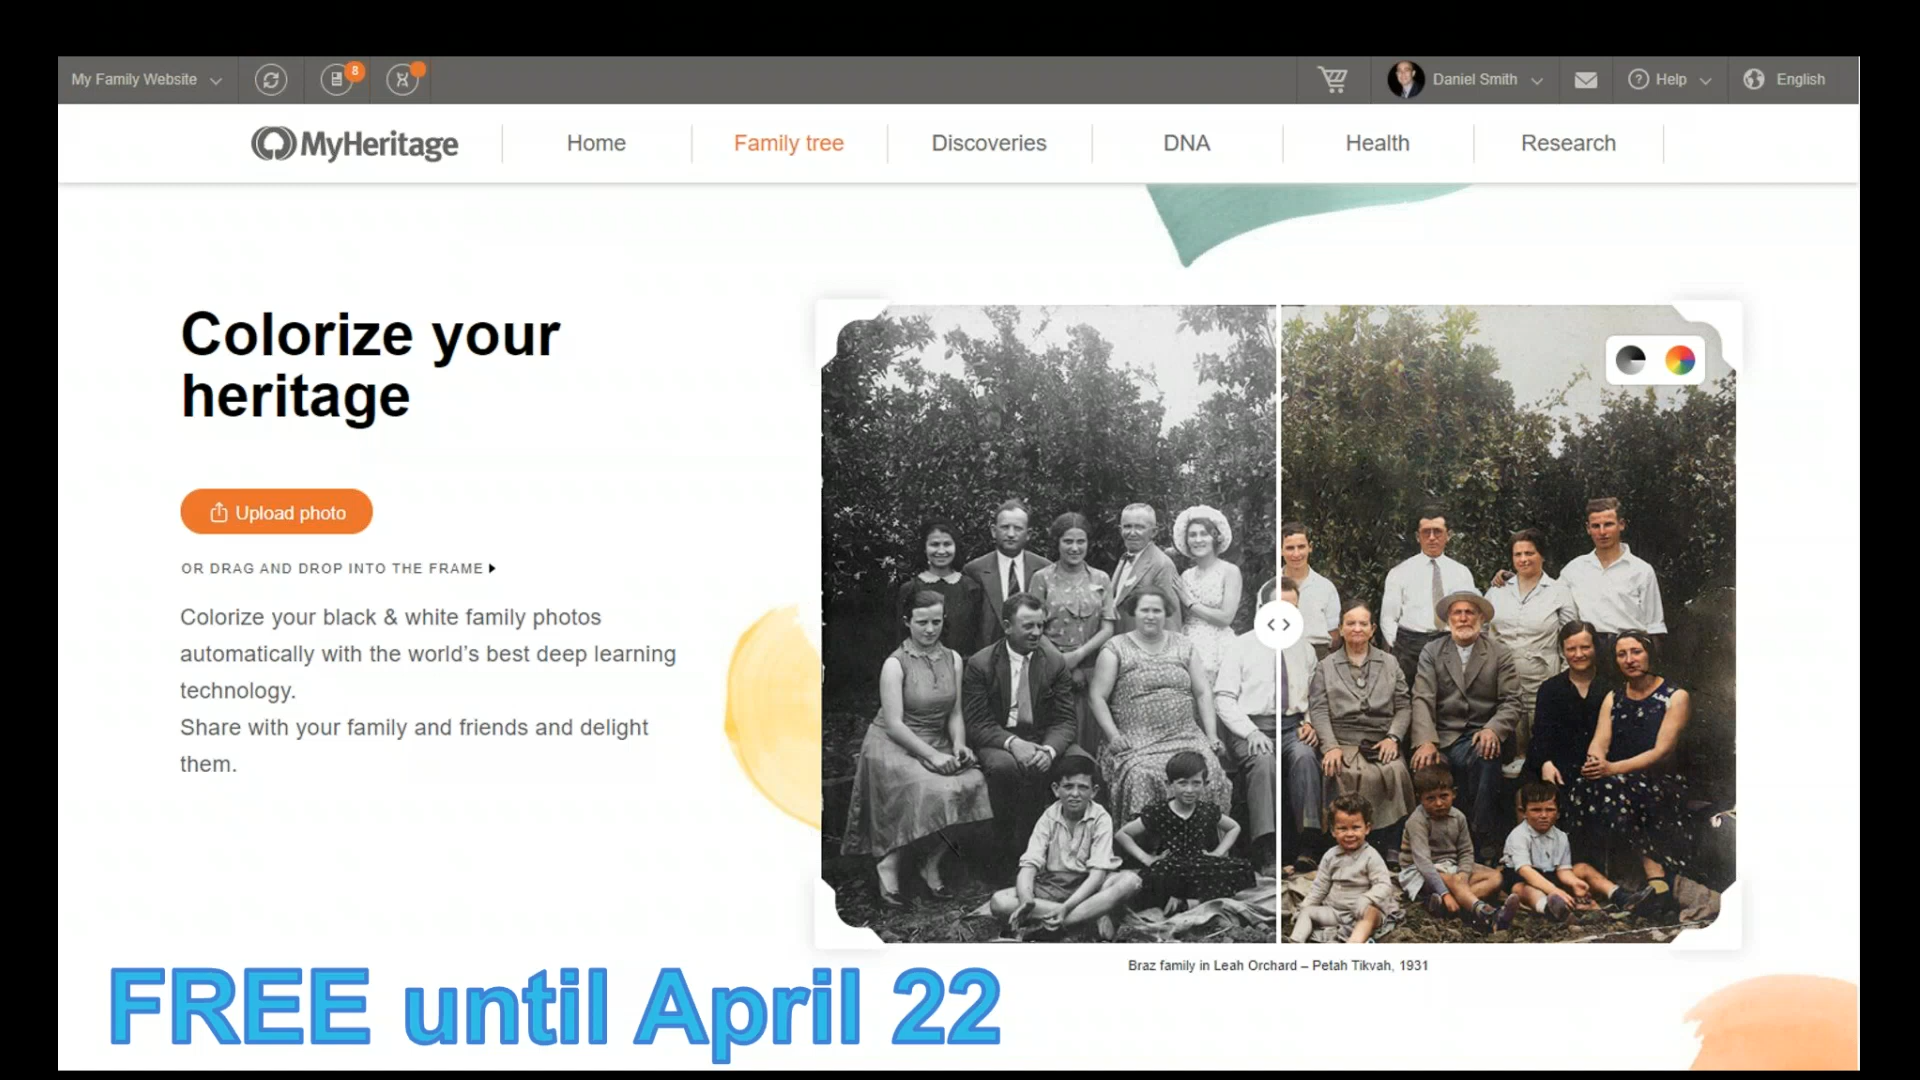 My Family Website
8
Daniel Smith
Help
English
MyHeritage
Home
Family tree
Discoveries
DNA
Health
Research
Colorize your
heritage
Upload photo
OR DRAG AND DROP INTO THE FRAME
Colorize your black & white family photos
automatically with the world's best deep learning
technology.
Share with your family and friends and delight
them.
Braz family in Leah Orchard – Petah Tikvah, 1931
FREE until April 22